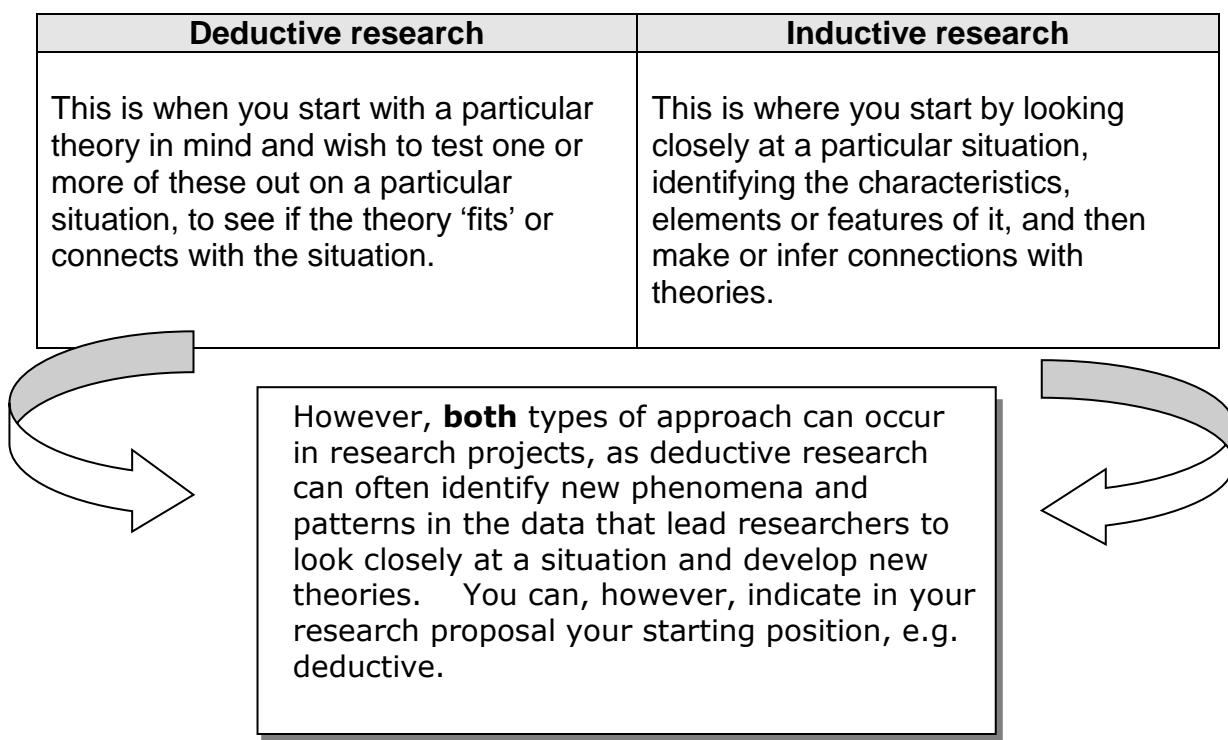 Deductive research
Inductive research
This is when you start with a particular
theory in mind and wish to test one or
more of these out on a particular
situation, to see if the theory ‘fits’ or
connects with the situation.
This is where you start by looking
closely at a particular situation,
identifying the characteristics,
elements or features of it, and then
make or infer connections with
theories.
However, both types of approach can occur
in research projects, as deductive research
can often identify new phenomena and
patterns in the data that lead researchers to
look closely at a situation and develop new
theories.    You can, however, indicate in your
research proposal your starting position, e.g.
deductive.